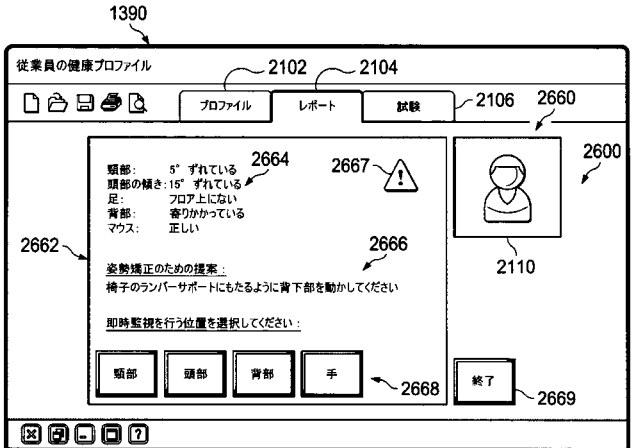 1390
従業員の健康プロファイル
2102
2104
プロファイル
レポート
試験
2106
2660
2600
頸部: 5° ずれている
2664
2667
頭部の傾き:15° ずれている
足: フロア上にない
背部: 寄りかかっている
マウス: 正しい
2110
2662
2666
姿勢矯正のための提案:
椅子のランバーサポートにもたるように背下部を動かしてください
即時監視を行う位置を選択してください:
頸部
頭部
背部
手
2668
終了
2669
?